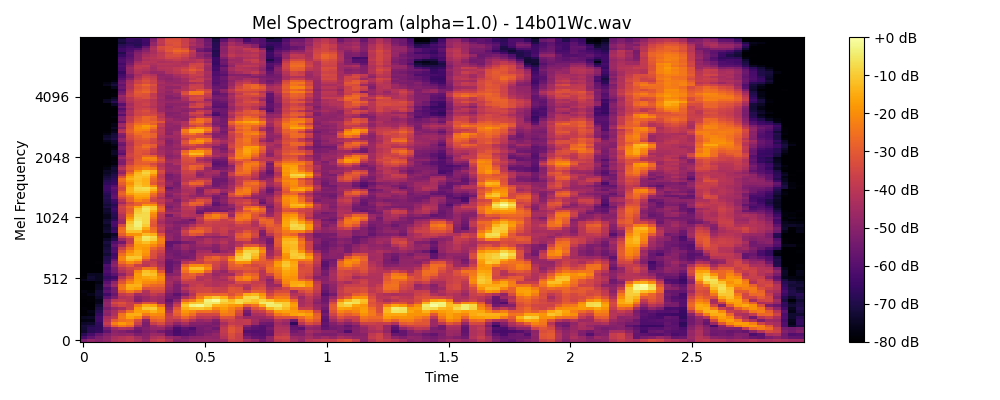 Mel Spectrogram (alpha=1.0) - 14b01Wc.wav
Mel Frequency
4096
2048
1024
512
0
0
0.5
1
1.5
2
2.5
Time
+0 dB
-10 dB
-20 dB
-30 dB
-40 dB
-50 dB
-60 dB
-70 dB
-80 dB